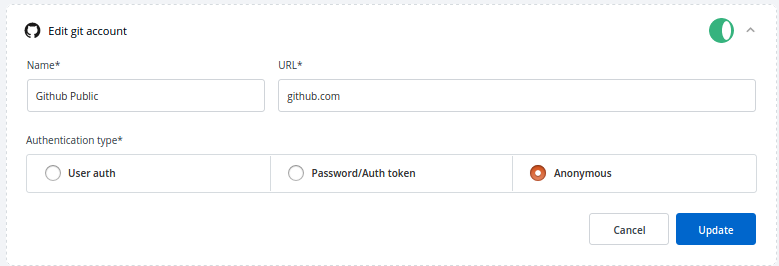 Edit git account
Name* URL*
Github Public github.com
Authentication type*
User auth Password/Auth token Anonymous
Cancel Update